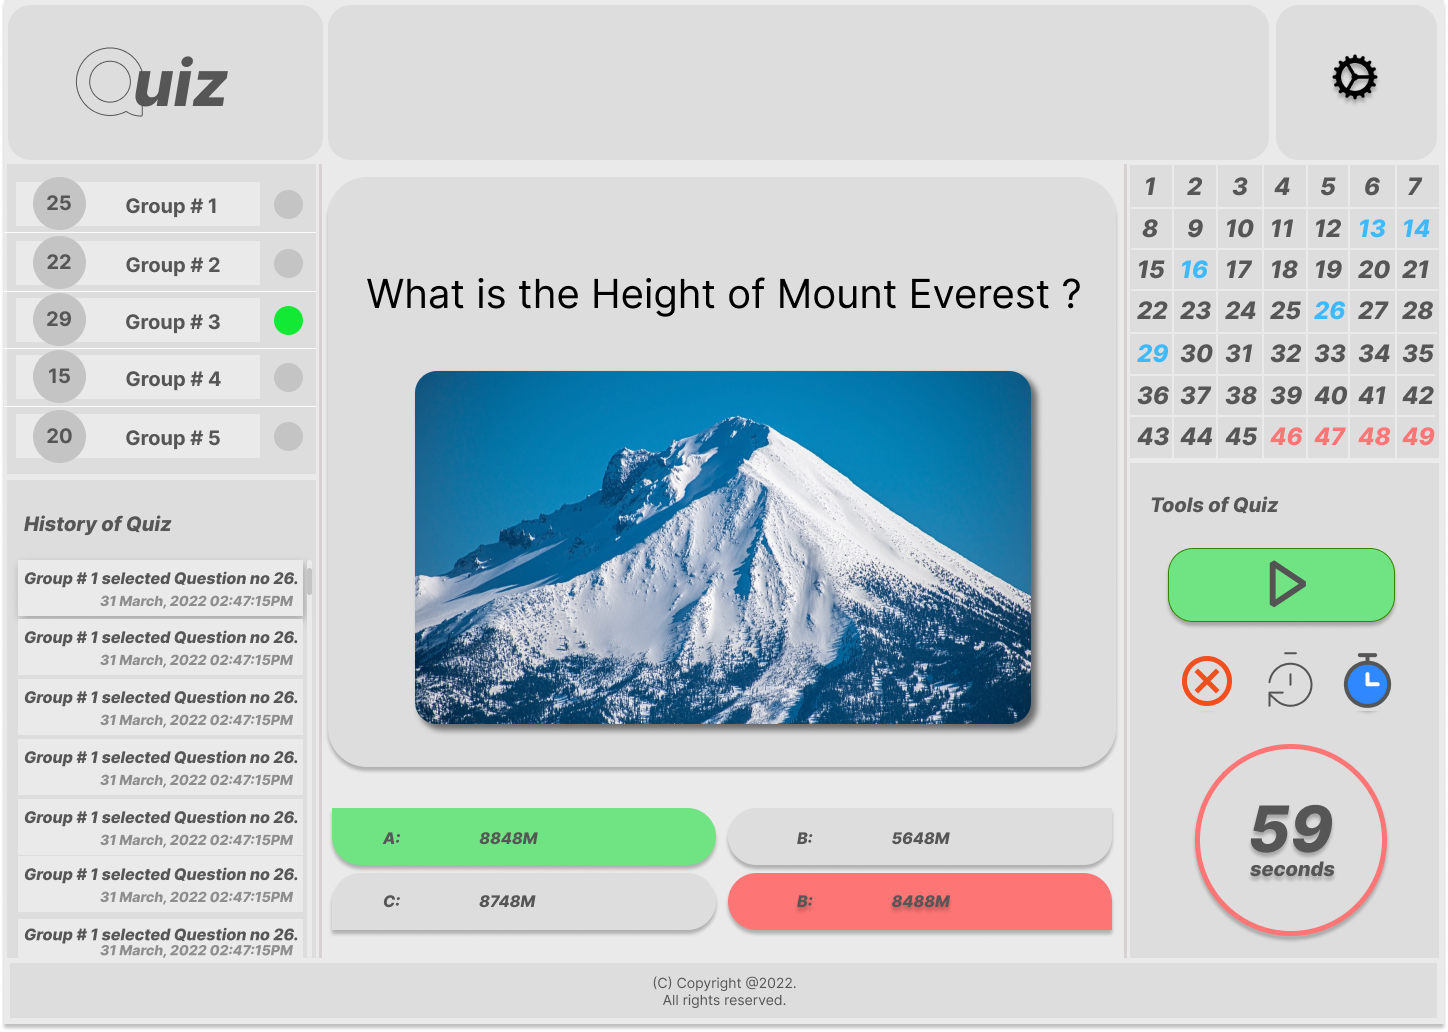 Quiz
25 Group # 1
22 Group # 2
29 Group # 3
15 Group # 4
20 Group # 5
History of Quiz
Group # 1 selected Question no 26.
31 March, 2022 02:47:15PM
Group # 1 selected Question no 26.
31 March, 2022 02:47:15PM
Group # 1 selected Question no 26.
31 March, 2022 02:47:15PM
Group # 1 selected Question no 26.
31 March, 2022 02:47:15PM
Group # 1 selected Question no 26.
31 March, 2022 02:47:15PM
Group # 1 selected Question no 26.
31 March, 2022 02:47:15PM
Group # 1 selected Question no 26.
31 March, 2022 02:47:15PM
What is the Height of Mount Everest ?
A: 8848M
B: 5648M
C: 8748M
B: 8488M
1 2 3 4 5 6 7
8 9 10 11 12 13 14
15 16 17 18 19 20 21
22 23 24 25 26 27 28
29 30 31 32 33 34 35
36 37 38 39 40 41 42
43 44 45 46 47 48 49
Tools of Quiz
59
seconds
(C) Copyright @2022.
All rights reserved.